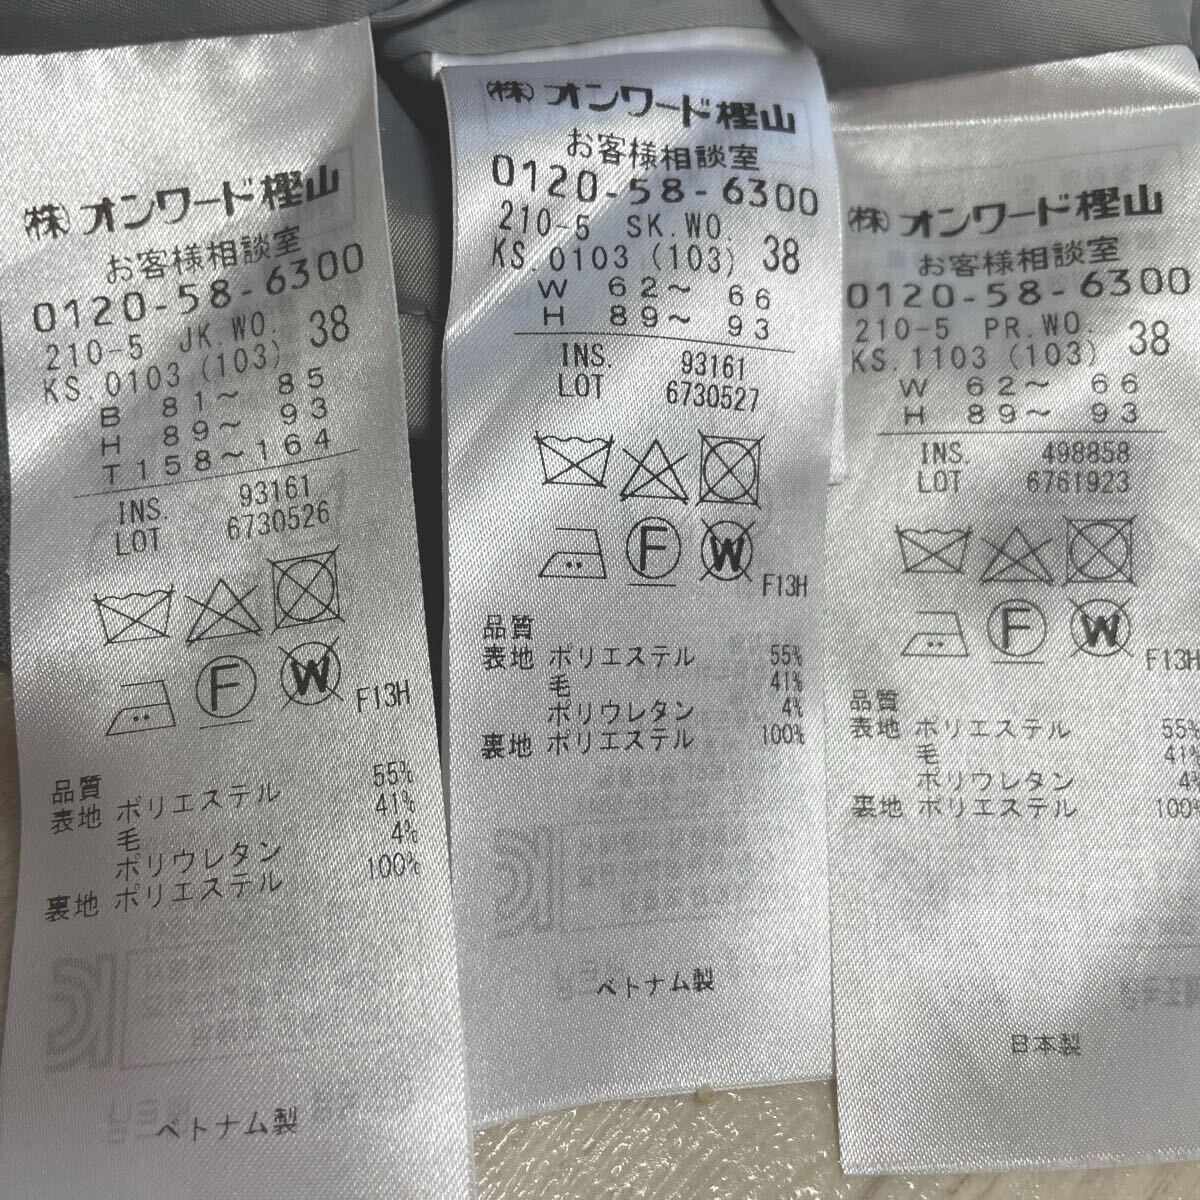 ㈱オンワード樫山
お客様相談室
0120-58-6300
210-5 JK.WO.
KS.0103(103) 38
B 81～ 85
H 89～ 93
T158～164
INS. 93161
LOT 6730526
F
W
F13H
品質
表地 ポリエステル 55%
毛 41%
ポリウレタン 4%
裏地 ポリエステル 100%
ベトナム製
㈱オンワード樫山
お客様相談室
0120-58-6300
210-5 SK.WO.
KS.0103(103) 38
W 62～ 66
H 89～ 93
INS. 93161
LOT 6730527
F
W
F13H
品質
表地 ポリエステル 55%
毛 41%
ポリウレタン 4%
裏地 ポリエステル 100%
ベトナム製
㈱オンワード樫山
お客様相談室
0120-58-6300
210-5 PR.WO.
KS.1103(103) 38
W 62～ 66
H 89～ 93
INS. 498858
LOT 6761923
F
W
F13H
品質
表地 ポリエステル 55%
毛 41%
ポリウレタン 4%
裏地 ポリエステル 100%
日本製